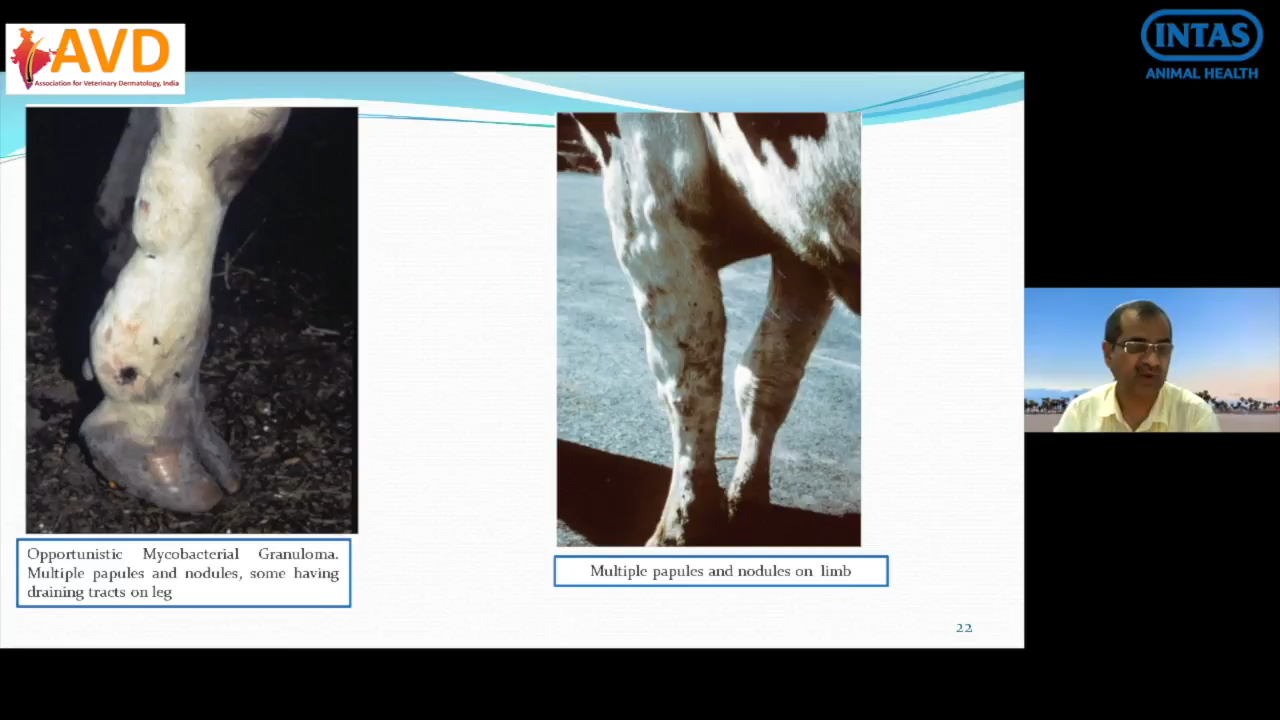 AVD
Association for Veterinary Dermatology, India
INTAS
ANIMAL HEALTH
Opportunistic Mycobacterial Granuloma.
Multiple papules and nodules, some having
draining tracts on leg
Multiple papules and nodules on limb
22